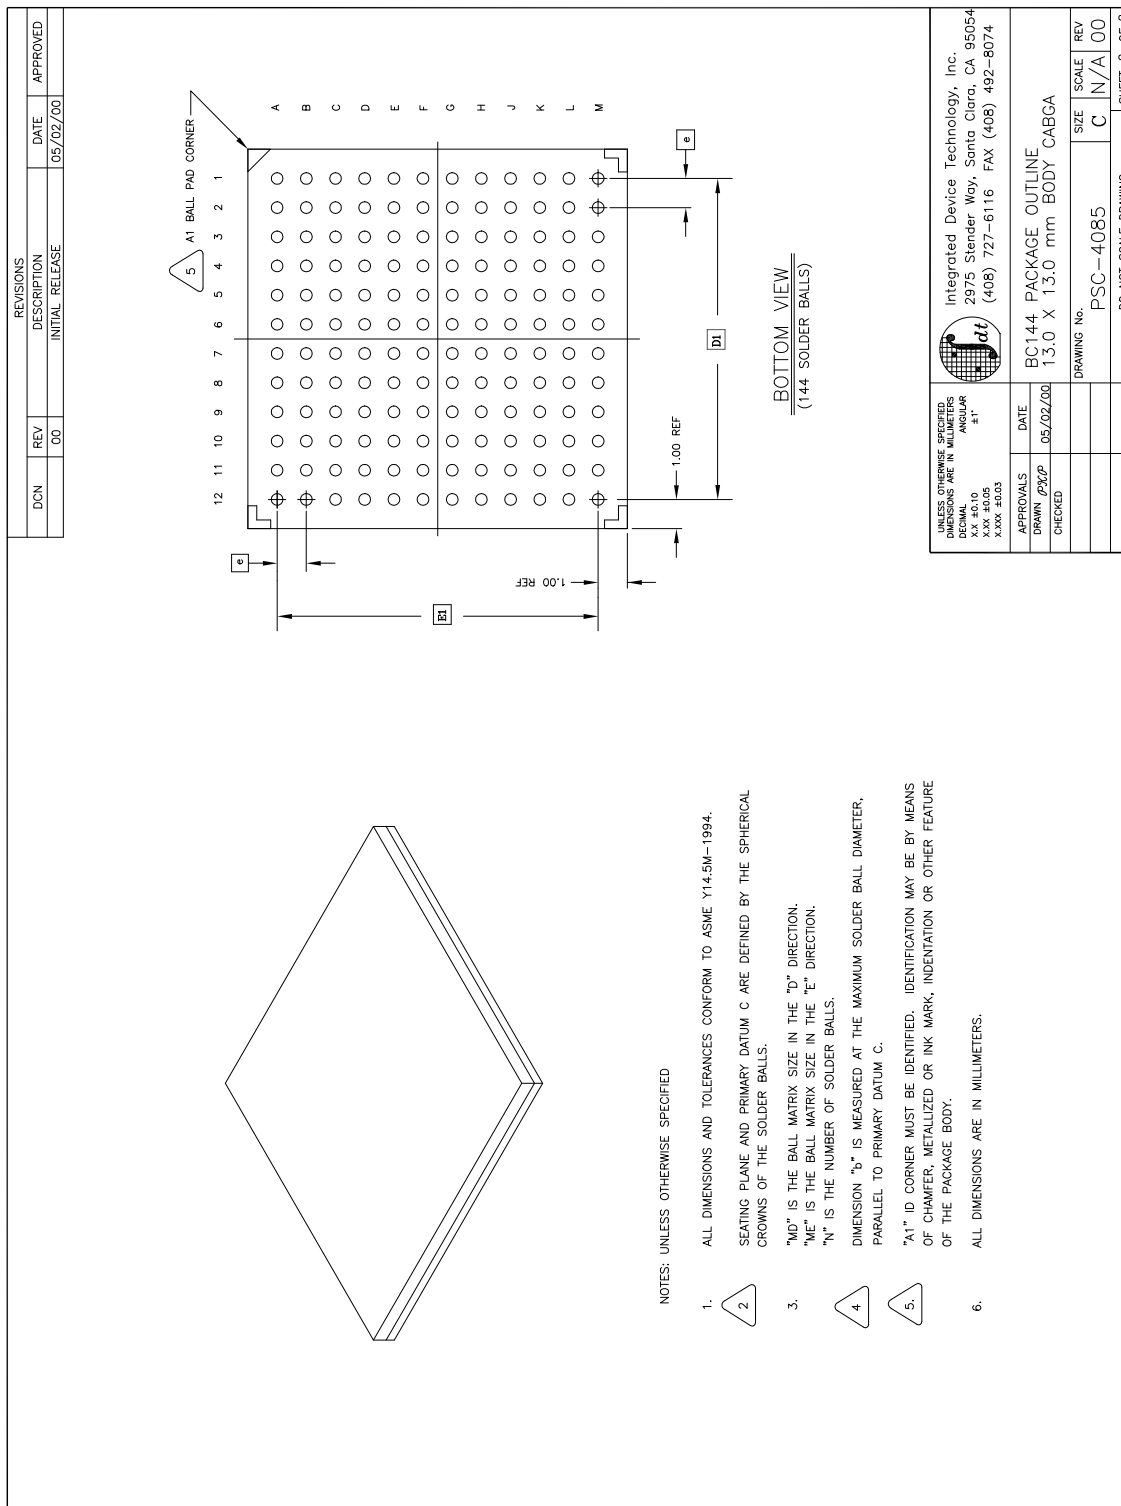 REVISIONS
DCN REV DESCRIPTION DATE APPROVED
00 INITIAL RELEASE 05/02/00
5 A1 BALL PAD CORNER
12 11 10 9 8 7 6 5 4 3 2 1
A
B
C
D
E
F
G
H
J
K
L
M
e
E1
1.00 REF
1.00 REF
D1
e
BOTTOM VIEW
(144 SOLDER BALLS)
NOTES: UNLESS OTHERWISE SPECIFIED
1. ALL DIMENSIONS AND TOLERANCES CONFORM TO ASME Y14.5M-1994.
2 SEATING PLANE AND PRIMARY DATUM C ARE DEFINED BY THE SPHERICAL
CROWNS OF THE SOLDER BALLS.
3. "MD" IS THE BALL MATRIX SIZE IN THE "D" DIRECTION.
"ME" IS THE BALL MATRIX SIZE IN THE "E" DIRECTION.
"N" IS THE NUMBER OF SOLDER BALLS.
4 DIMENSION "b" IS MEASURED AT THE MAXIMUM SOLDER BALL DIAMETER,
PARALLEL TO PRIMARY DATUM C.
5. "A1" ID CORNER MUST BE IDENTIFIED. IDENTIFICATION MAY BE BY MEANS
OF CHAMFER, METALLIZED OR INK MARK, INDENTATION OR OTHER FEATURE
OF THE PACKAGE BODY.
6. ALL DIMENSIONS ARE IN MILLIMETERS.
UNLESS OTHERWISE SPECIFIED
DIMENSIONS ARE IN MILLIMETERS
DECIMAL ANGULAR
X.X ±0.10 ±1°
X.XX ±0.05
X.XXX ±0.03
idt
Integrated Device Technology, Inc.
2975 Stender Way, Santa Clara, CA 95054
(408) 727-6116 FAX (408) 492-8074
APPROVALS DATE
DRAWN 05/02/00
CHECKED
BC144 PACKAGE OUTLINE
13.0 X 13.0 mm BODY CABGA
DRAWING No. SIZE SCALE REV
PSC-4085 C N/A 00